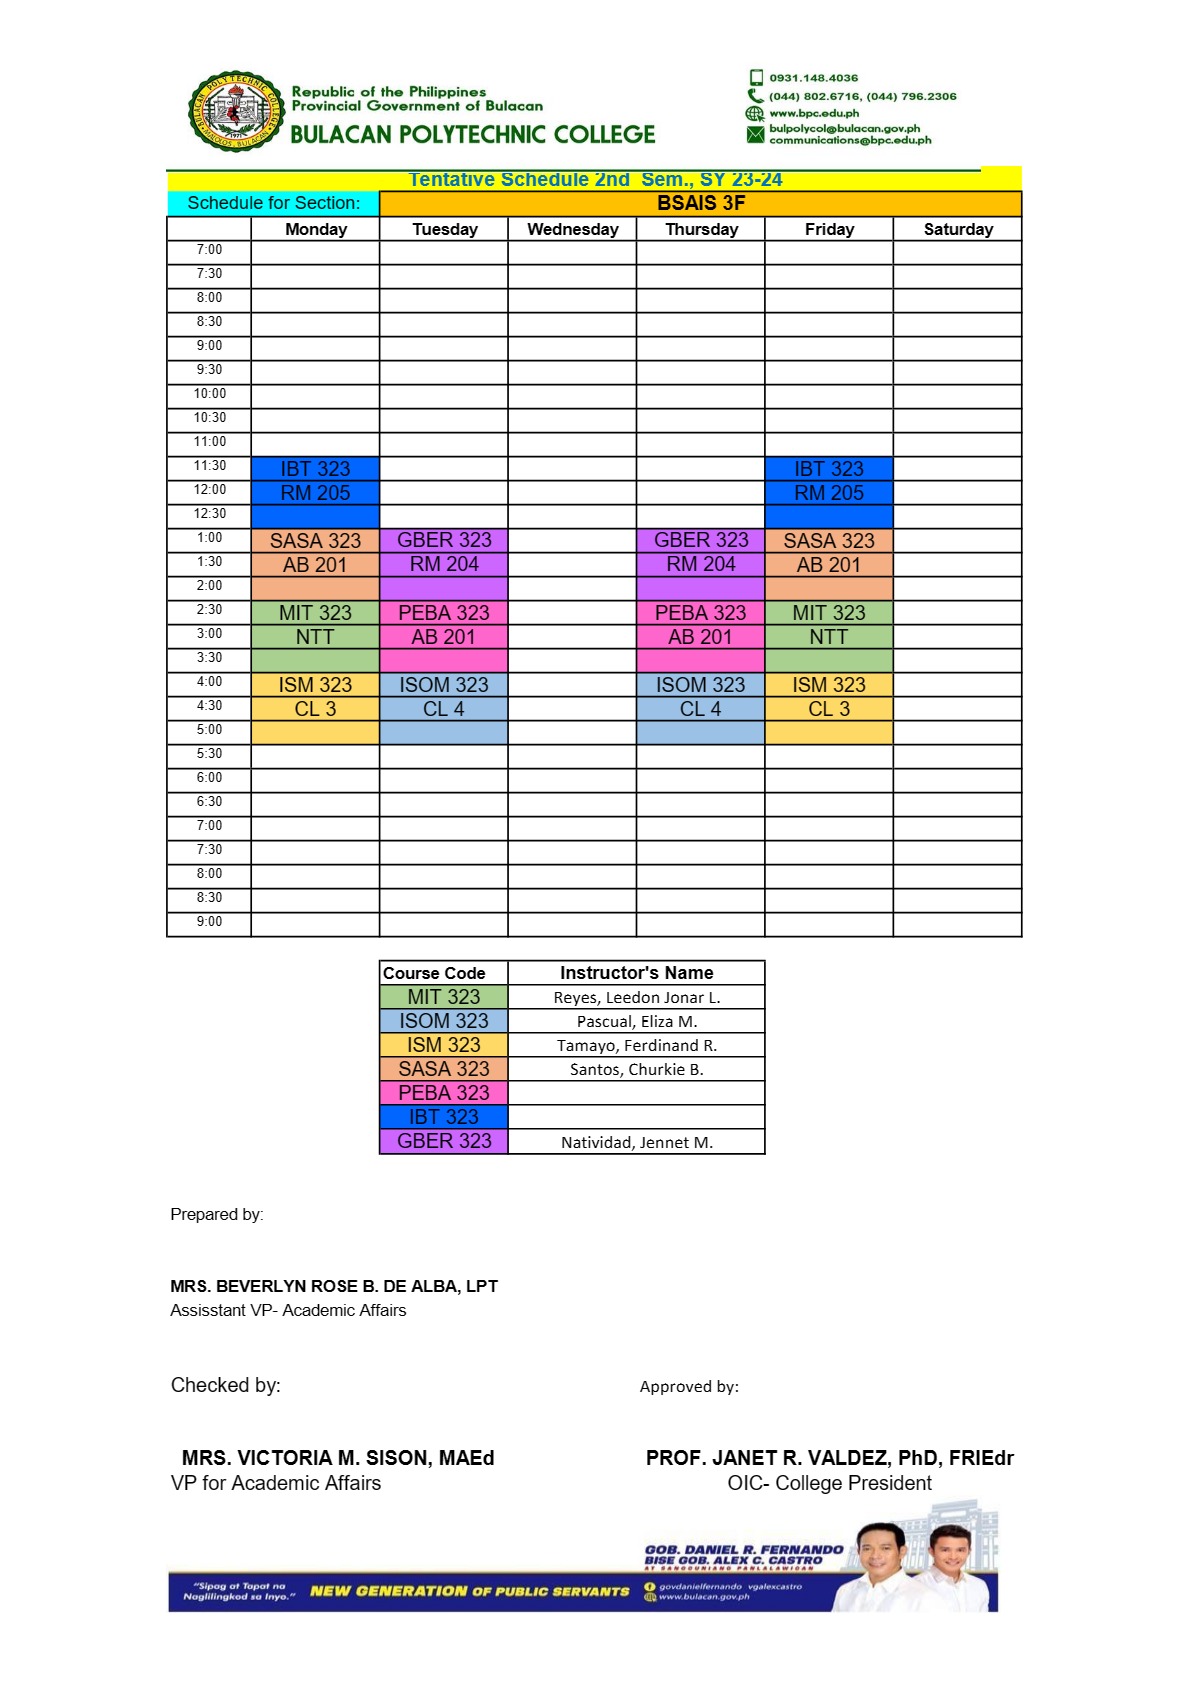 BULACAN POLYTECHNIC COLLEGE
MALOLOS, BULACAN
1971
Republic of the Philippines
Provincial Government of Bulacan
BULACAN POLYTECHNIC COLLEGE
0931.148.4036
(044) 802.6716, (044) 796.2306
www.bpc.edu.ph
bulpolycol@bulacan.gov.ph
communications@bpc.edu.ph
Tentative Schedule 2nd Sem., SY 23-24
Schedule for Section: BSAIS 3F
Monday Tuesday Wednesday Thursday Friday Saturday
7:00
7:30
8:00
8:30
9:00
9:30
10:00
10:30
11:00
11:30 IBT 323 IBT 323
12:00 RM 205 RM 205
12:30
1:00 SASA 323 GBER 323 GBER 323 SASA 323
1:30 AB 201 RM 204 RM 204 AB 201
2:00
2:30 MIT 323 PEBA 323 PEBA 323 MIT 323
3:00 NTT AB 201 AB 201 NTT
3:30
4:00 ISM 323 ISOM 323 ISOM 323 ISM 323
4:30 CL 3 CL 4 CL 4 CL 3
5:00
5:30
6:00
6:30
7:00
7:30
8:00
8:30
9:00
Course Code Instructor's Name
MIT 323 Reyes, Leedon Jonar L.
ISOM 323 Pascual, Eliza M.
ISM 323 Tamayo, Ferdinand R.
SASA 323 Santos, Churkie B.
PEBA 323
IBT 323
GBER 323 Natividad, Jennet M.
Prepared by:
MRS. BEVERLYN ROSE B. DE ALBA, LPT
Assisstant VP- Academic Affairs
Checked by: Approved by:
MRS. VICTORIA M. SISON, MAEd PROF. JANET R. VALDEZ, PhD, FRIEdr
VP for Academic Affairs OIC- College President
GOB. DANIEL R. FERNANDO
BISE GOB. ALEX C. CASTRO
AT SANGGUNIANG PANLALAWIGAN
"Sipag at Tapat na
Naglilingkod sa Inyo."
NEW GENERATION OF PUBLIC SERVANTS
govdanielfernando vgalexcastro
www.bulacan.gov.ph